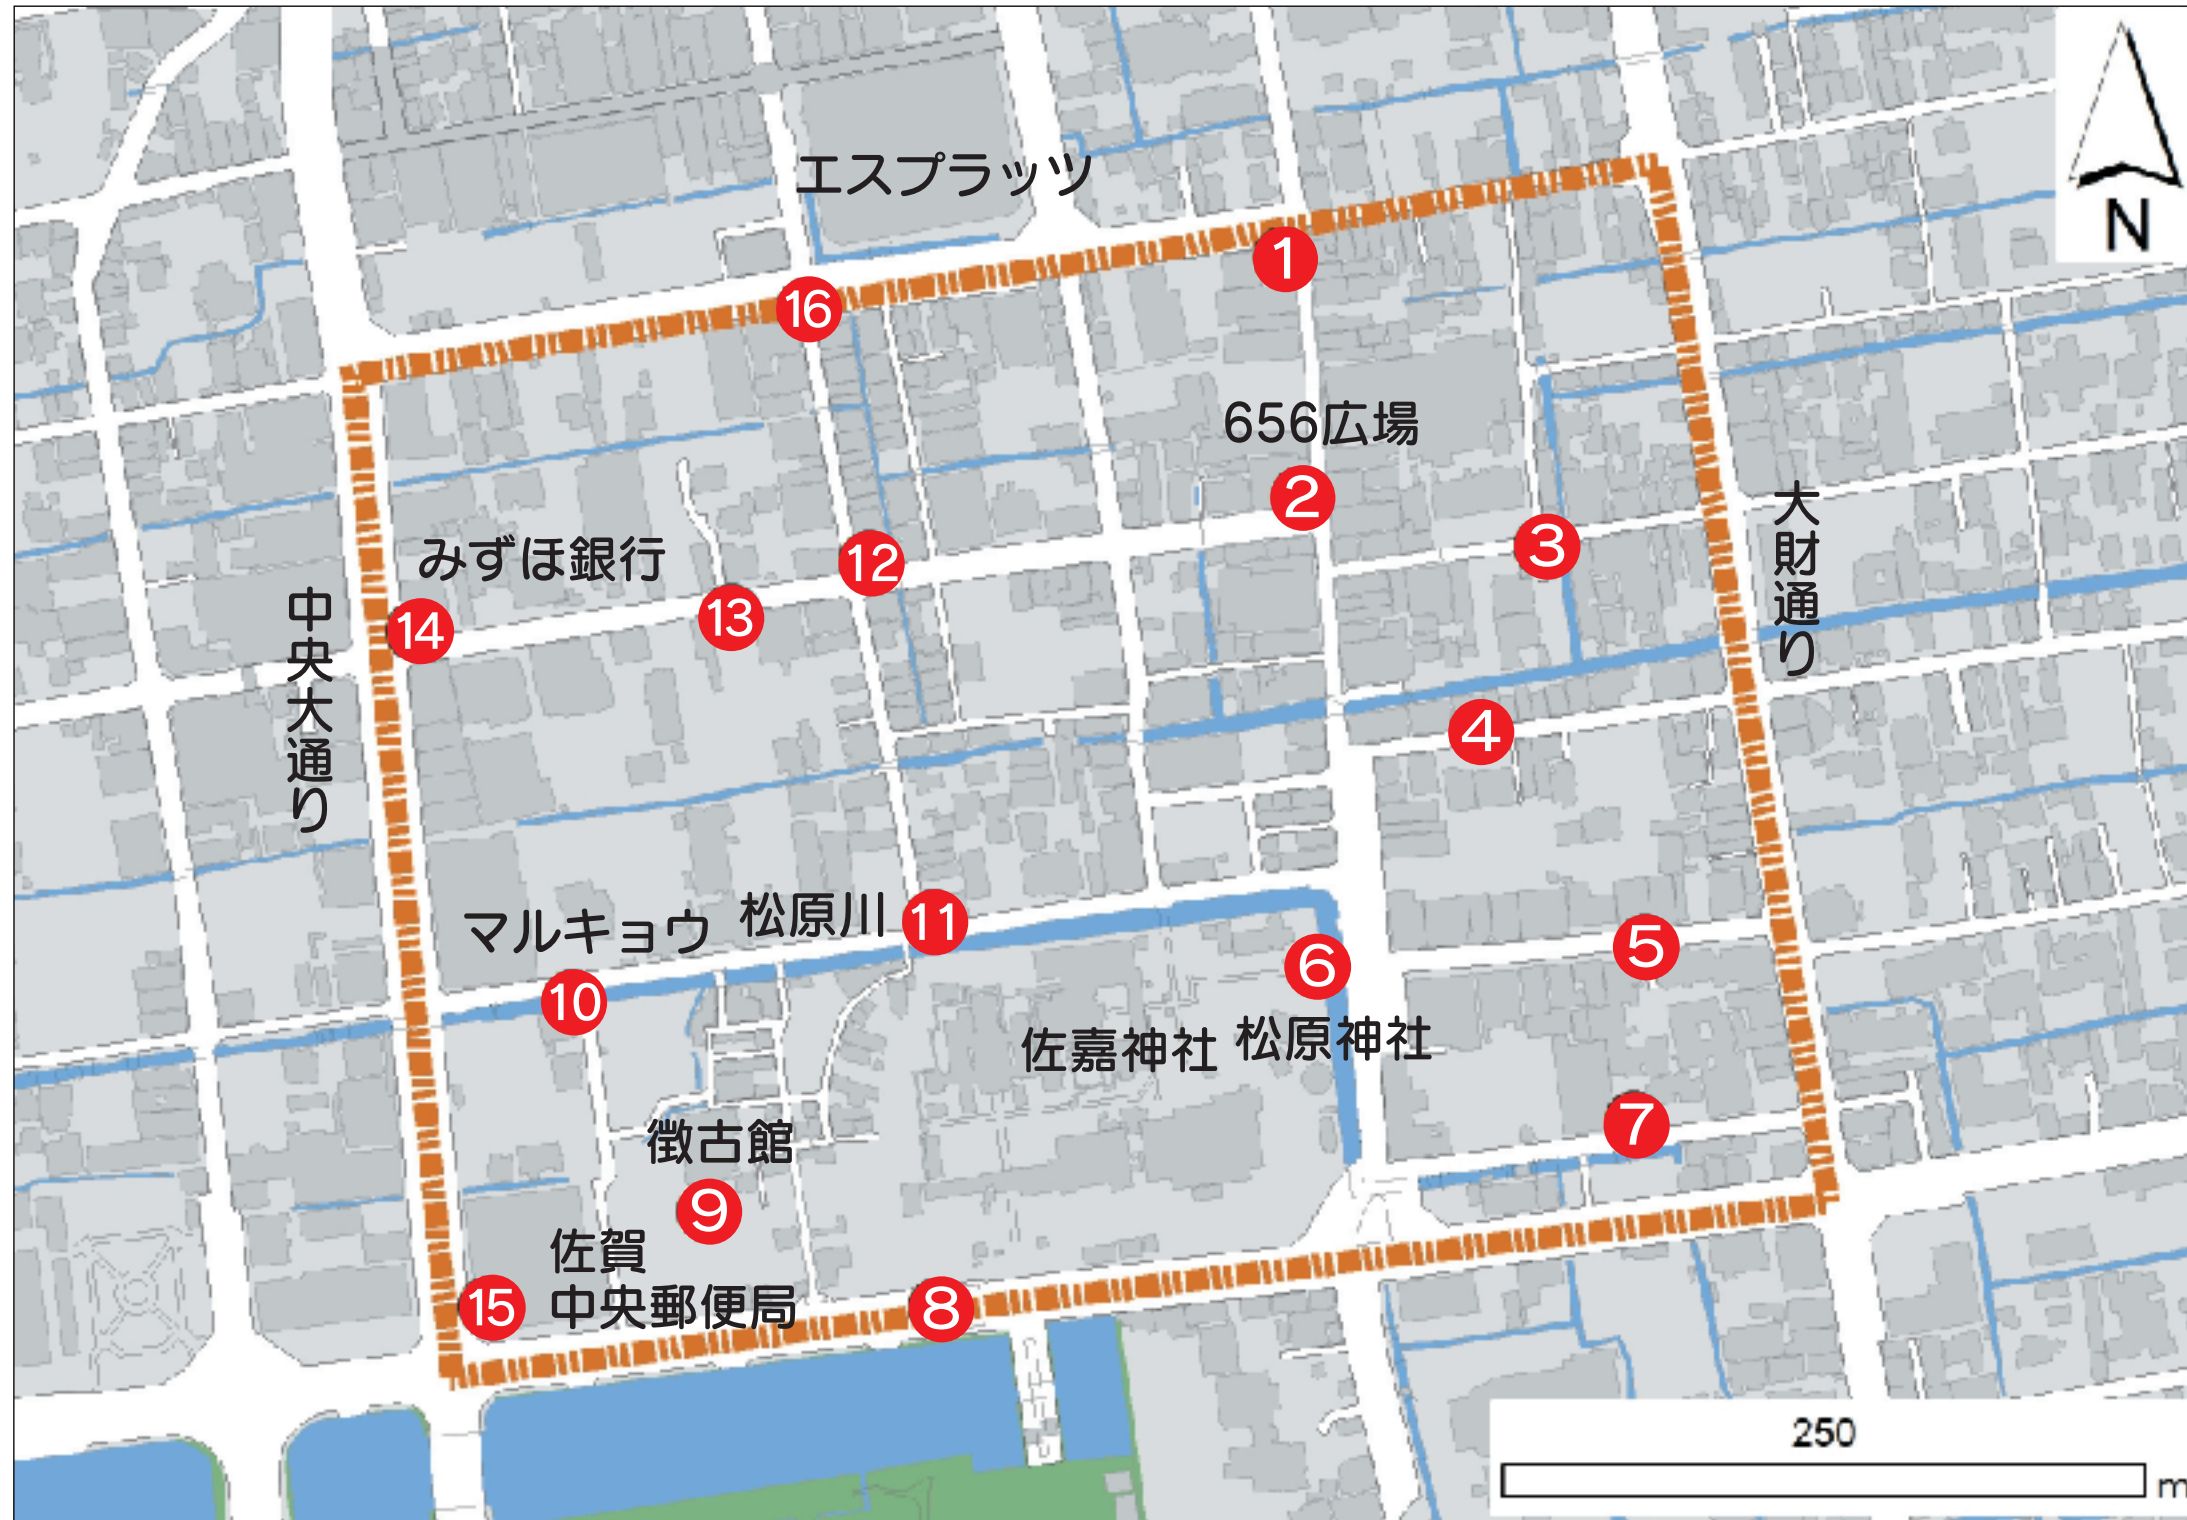 エスプラッツ
N
1
16
656広場
2
大財通り
みずほ銀行
12
3
13
14
中央大通り
4
マルキョウ
松原川
11
5
6
10
佐嘉神社
松原神社
徴古館
7
9
佐賀
中央郵便局
15
8
250
m